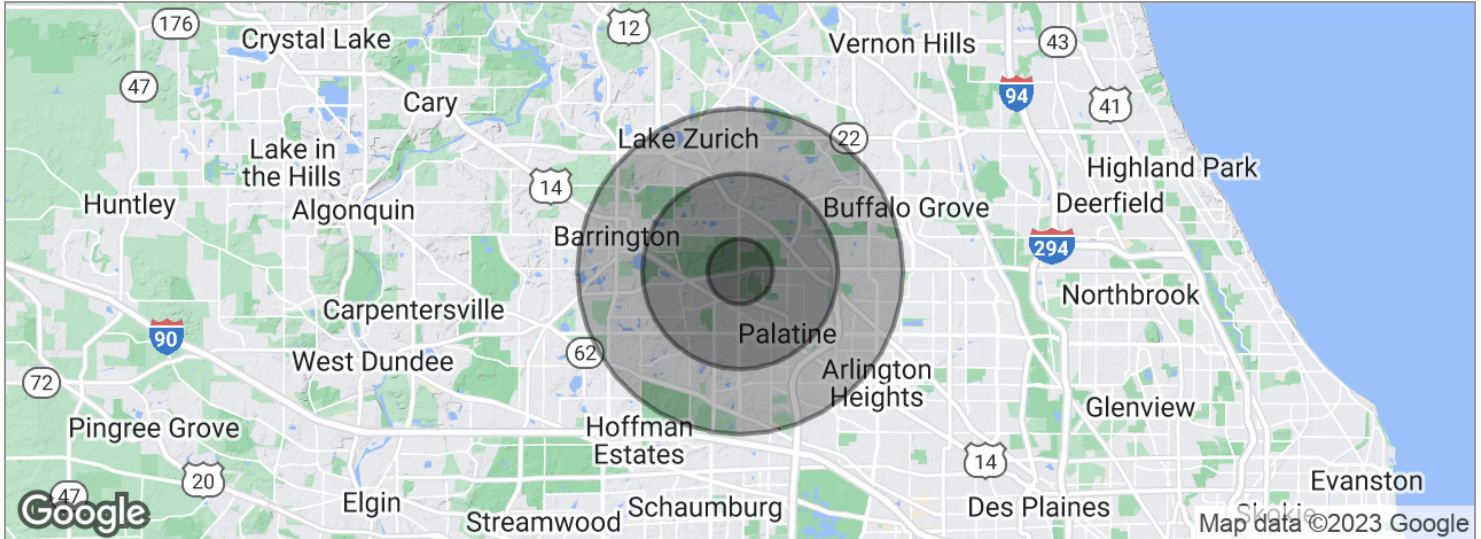 176
12
Crystal Lake
Vernon Hills
43
47
94
41
Cary
Lake Zurich
22
Lake in
the Hills
Highland Park
14
Huntley
Algonquin
Buffalo Grove
Deerfield
Barrington
294
Carpentersville
Northbrook
90
Palatine
West Dundee
62
72
Arlington
Heights
Glenview
Pingree Grove
Hoffman
Estates
14
20
Evanston
47
Elgin
Schaumburg
Des Plaines
Streamwood
Skokie
Google
Map data ©2023 Google